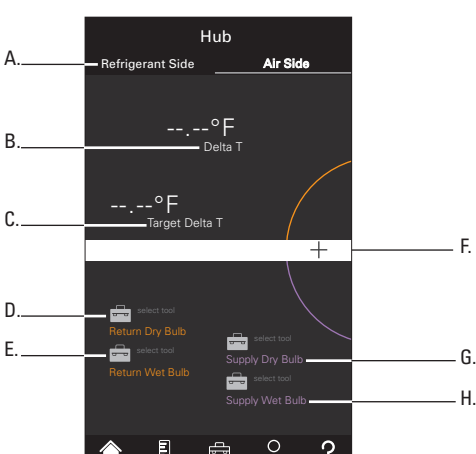 Hub
A. Refrigerant Side Air Side
B. --.--°F
Delta T
C. --.--°F
Target Delta T
+ F.
D. select tool
Return Dry Bulb
E. select tool
Return Wet Bulb
select tool
Supply Dry Bulb G.
select tool
Supply Wet Bulb H.
?